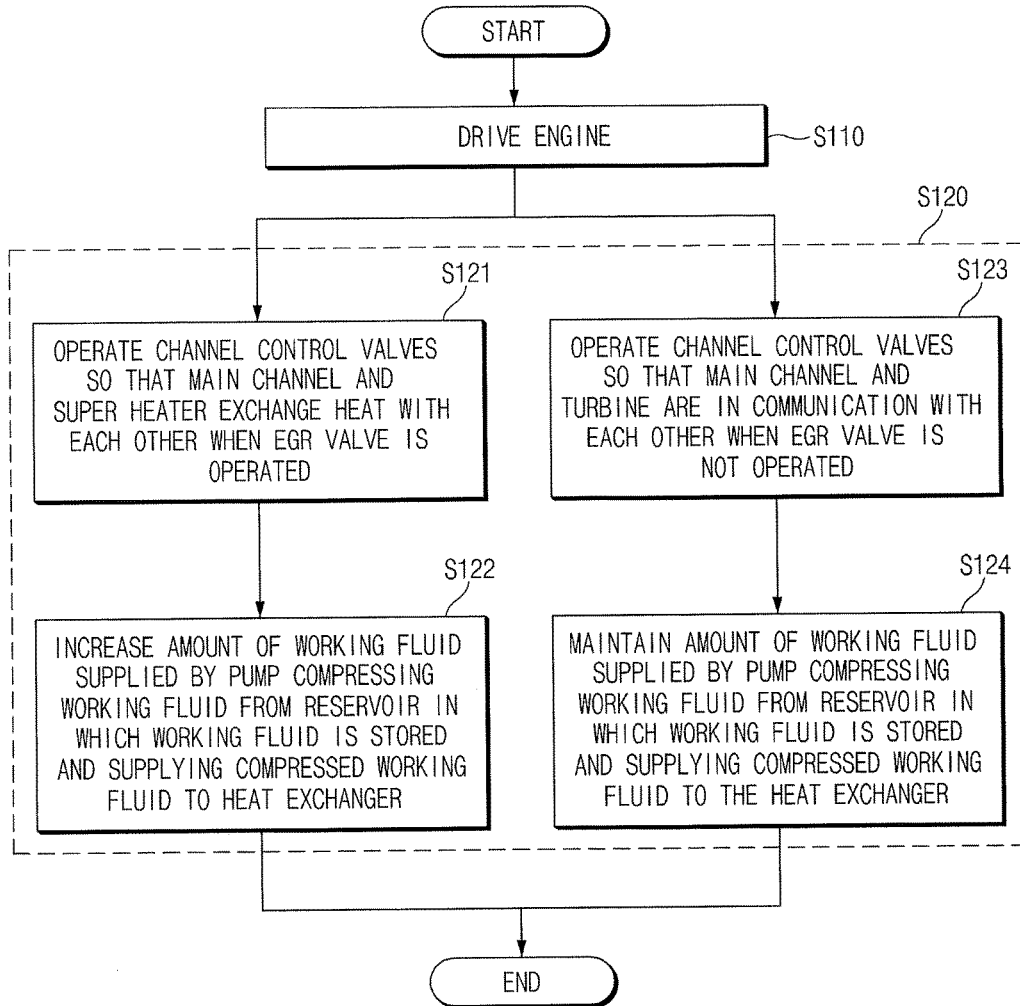 START
DRIVE ENGINE
S110
S120
S121
OPERATE CHANNEL CONTROL VALVES
SO THAT MAIN CHANNEL AND
SUPER HEATER EXCHANGE HEAT WITH
EACH OTHER WHEN EGR VALVE IS
OPERATED
S123
OPERATE CHANNEL CONTROL VALVES
SO THAT MAIN CHANNEL AND
TURBINE ARE IN COMMUNICATION WITH
EACH OTHER WHEN EGR VALVE IS
NOT OPERATED
S122
INCREASE AMOUNT OF WORKING FLUID
SUPPLIED BY PUMP COMPRESSING
WORKING FLUID FROM RESERVOIR IN
WHICH WORKING FLUID IS STORED
AND SUPPLYING COMPRESSED WORKING
FLUID TO HEAT EXCHANGER
S124
MAINTAIN AMOUNT OF WORKING FLUID
SUPPLIED BY PUMP COMPRESSING
WORKING FLUID FROM RESERVOIR IN
WHICH WORKING FLUID IS STORED
AND SUPPLYING COMPRESSED WORKING
FLUID TO THE HEAT EXCHANGER
END